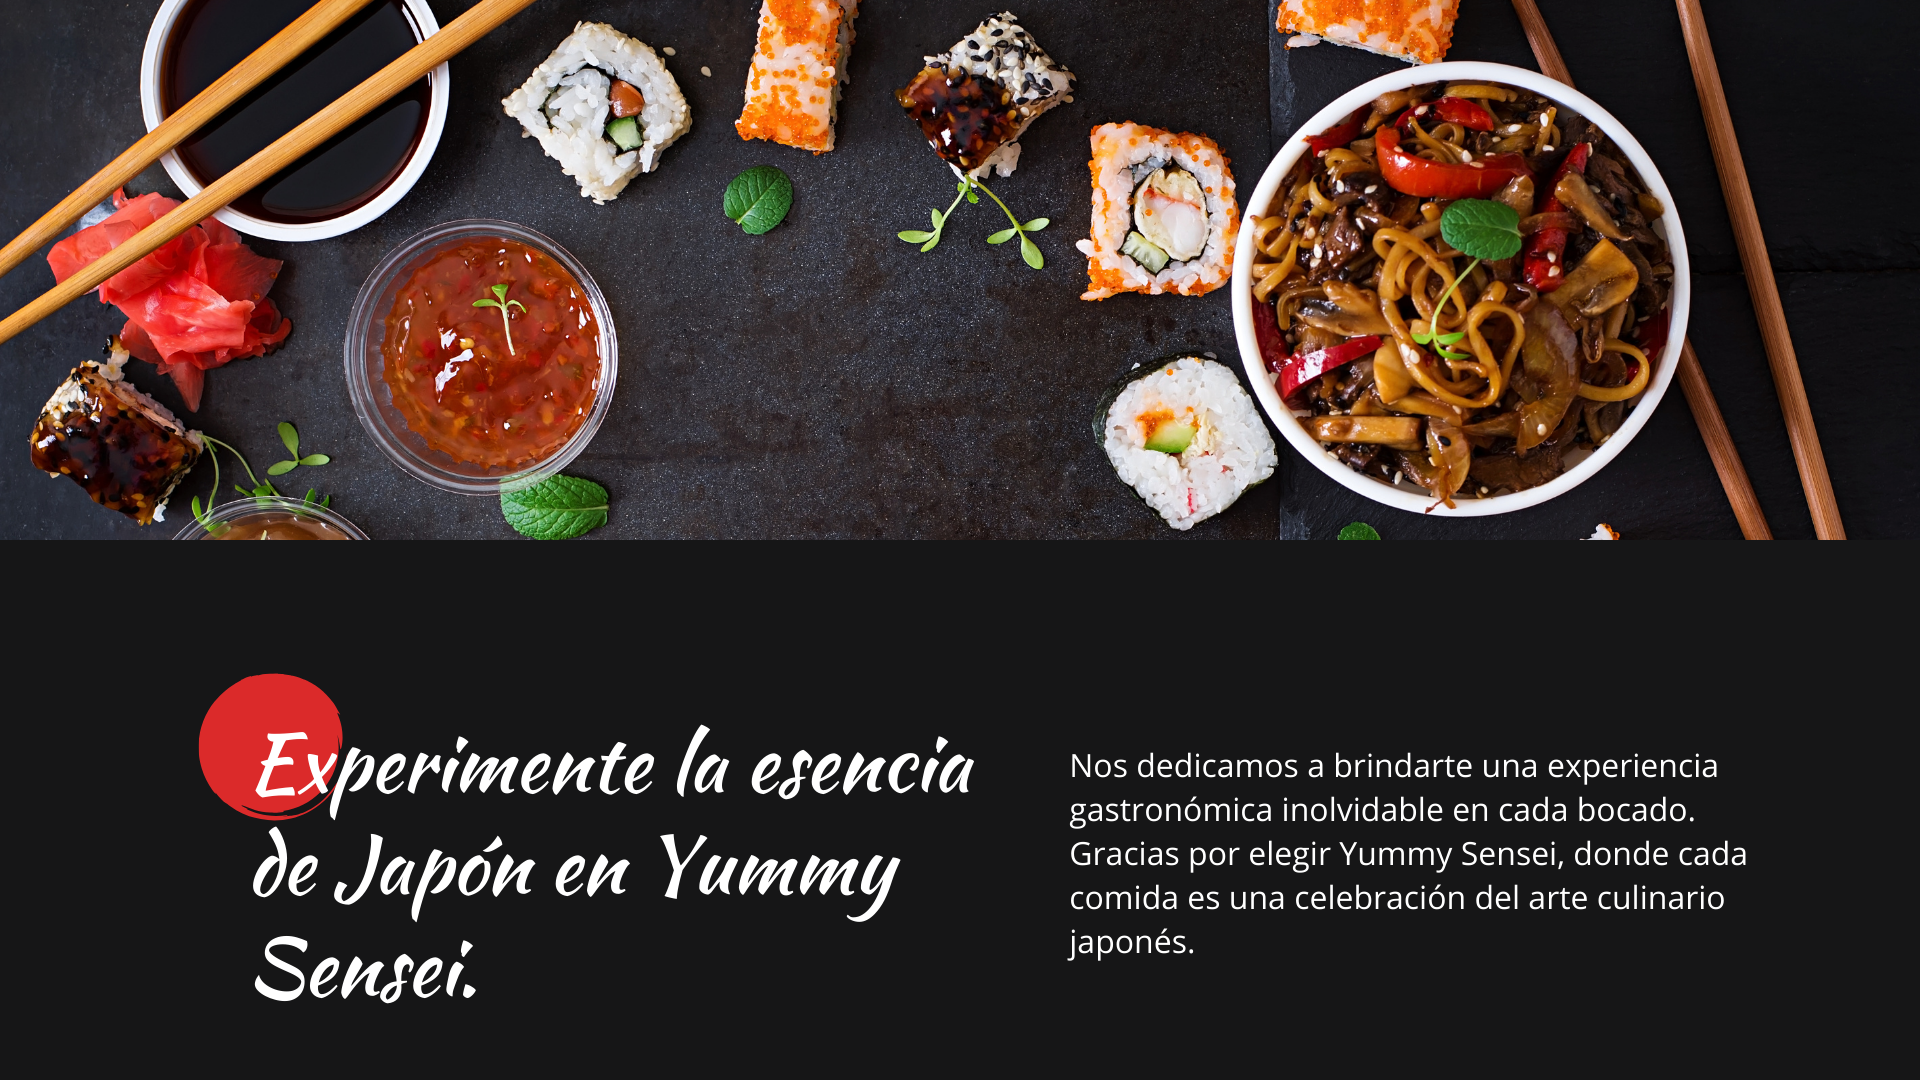 Experimente la esencia
de Japón en Yummy
Sensei.
Nos dedicamos a brindarte una experiencia
gastronómica inolvidable en cada bocado.
Gracias por elegir Yummy Sensei, donde cada
comida es una celebración del arte culinario
japonés.